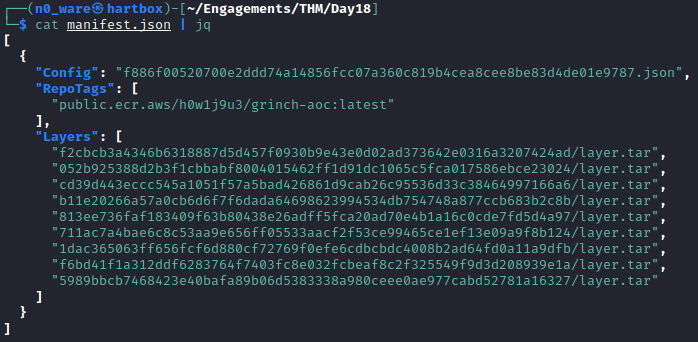 ┌──(n0_ware㉿hartbox)-[~/Engagements/THM/Day18]
└─$ cat manifest.json | jq
[
  {
    "Config": "f886f00520700e2ddd74a14856fcc07a360c819b4cea8cee8be83d4de01e9787.json",
    "RepoTags": [
      "public.ecr.aws/h0w1j9u3/grinch-aoc:latest"
    ],
    "Layers": [
      "f2cbcb3a4346b6318887d5d457f0930b9e43e0d02ad373642e0316a3207424ad/layer.tar",
      "052b925388d2b3f1cbbabf8004015462ff1d91dc1065c5fca017586ebce23024/layer.tar",
      "cd39d443eccc545a1051f57a5bad426861d9cab26c95536d33c38464997166a6/layer.tar",
      "b11e20266a57a0cb6d6f7f6dada64698623994534db754748a877ccb683b2c8b/layer.tar",
      "813ee736faf183409f63b80438e26adff5fca20ad70e4b1a16c0cde7fd5d4a97/layer.tar",
      "711ac7a4bae6c8c53aa9e656ff05533aacf2f53ce99465ce1ef13e09a9f8b124/layer.tar",
      "1dac365063ff656fcf6d880cf72769f0efe6cdbcbdc4008b2ad64fd0a11a9dfb/layer.tar",
      "f6bd41f1a312ddf6283764f7403fc8e032fcbeaf8c2f325549f9d3d208939e1a/layer.tar",
      "5989bbcb7468423e40bafa89b06d5383338a980ceee0ae977cabd52781a16327/layer.tar"
    ]
  }
]